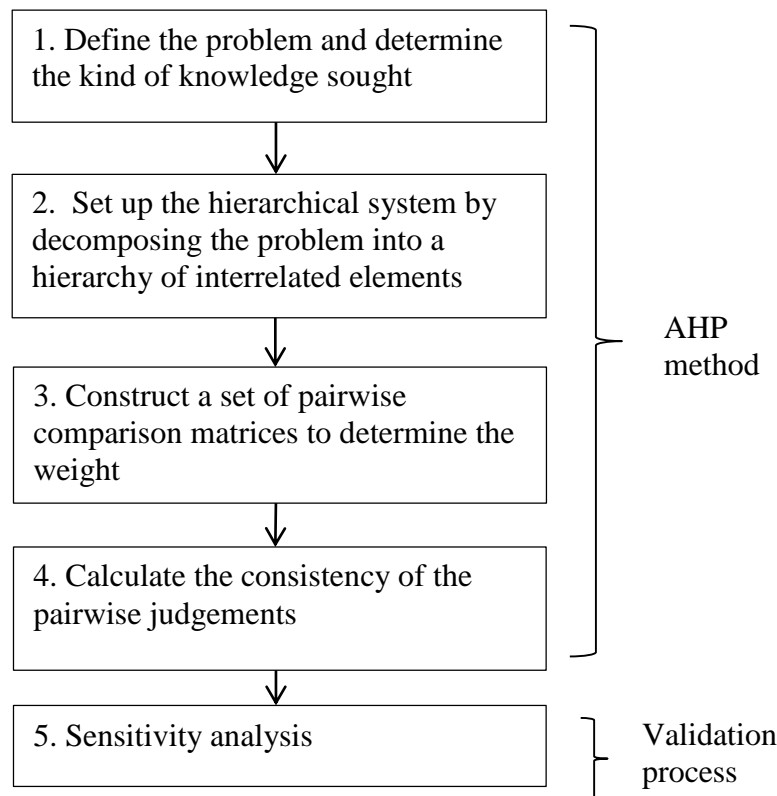 1. Define the problem and determine
the kind of knowledge sought
2.  Set up the hierarchical system by
decomposing the problem into a
hierarchy of interrelated elements
AHP
method
3. Construct a set of pairwise
comparison matrices to determine the
weight
4. Calculate the consistency of the
pairwise judgements
5. Sensitivity analysis
Validation
process